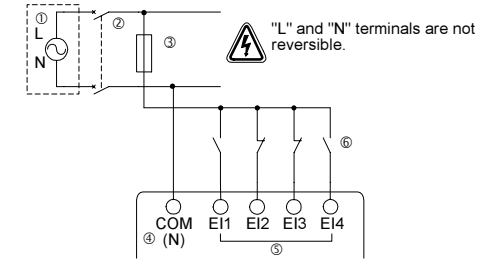 ①
L
N
②
③
"L" and "N" terminals are not
reversible.
⑥
COM EI1 EI2 EI3 EI4
④ (N)
⑤